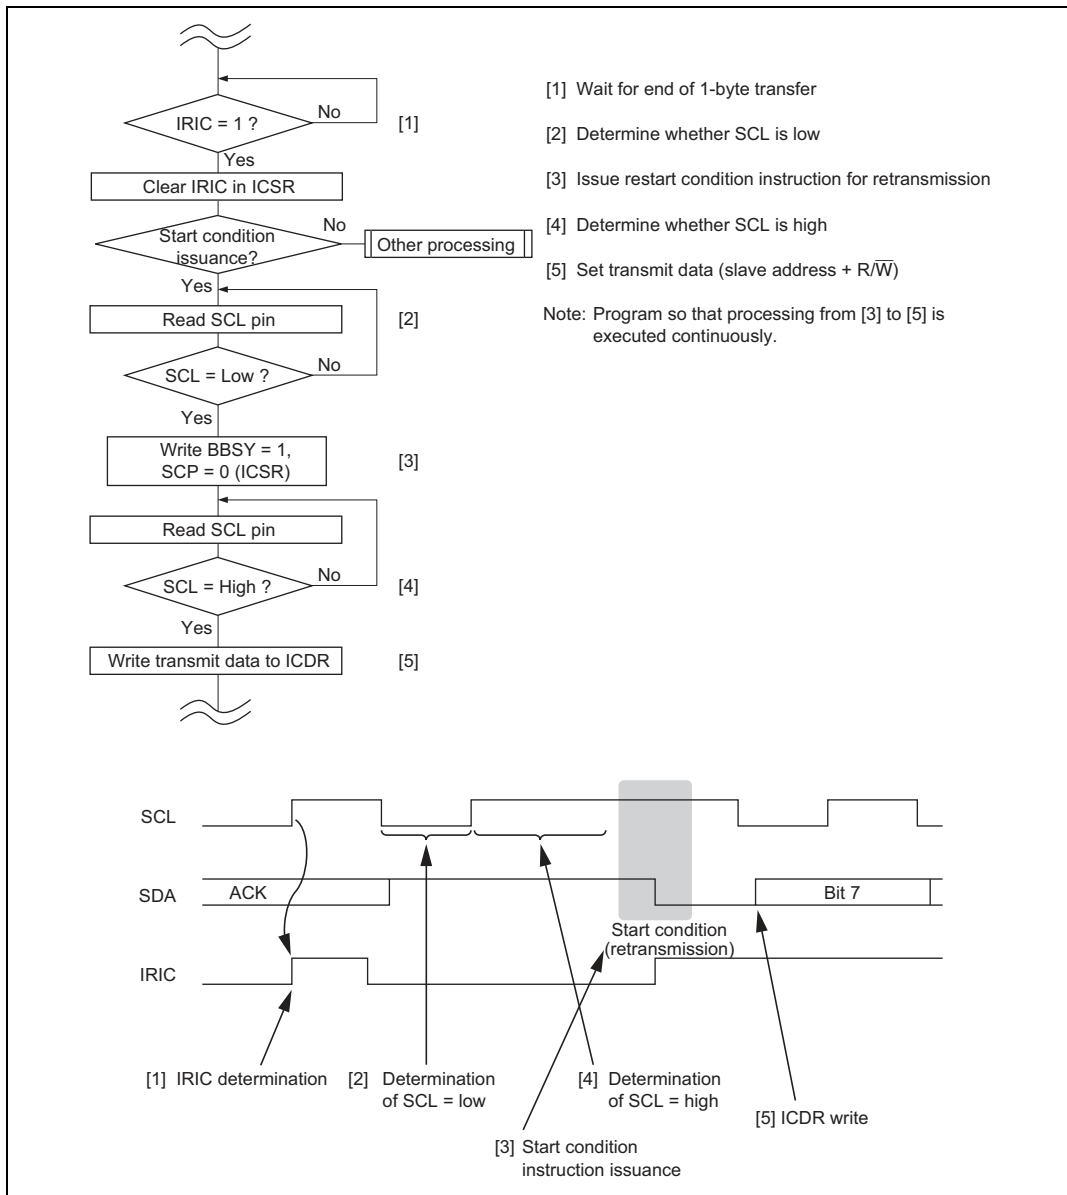 IRIC = 1 ?
No
[1]
Yes
Clear IRIC in ICSR
Start condition
issuance?
No
Other processing
Yes
Read SCL pin
[2]
SCL = Low ?
No
Yes
Write BBSY = 1,
SCP = 0 (ICSR)
[3]
Read SCL pin
SCL = High ?
No
[4]
Yes
Write transmit data to ICDR
[5]
[1] Wait for end of 1-byte transfer
[2] Determine whether SCL is low
[3] Issue restart condition instruction for retransmission
[4] Determine whether SCL is high
[5] Set transmit data (slave address + R/W̅)
Note: Program so that processing from [3] to [5] is
executed continuously.
SCL
SDA
ACK
Bit 7
Start condition
(retransmission)
IRIC
[1] IRIC determination
[2] Determination
of SCL = low
[4] Determination
of SCL = high
[5] ICDR write
[3] Start condition
instruction issuance